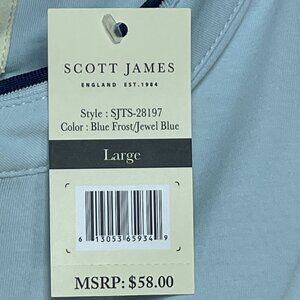 SCOTT JAMES
ENGLAND EST.1984
Style : SJTS-28197
Color : Blue Frost/Jewel Blue
Large
6 13053 65934 9
MSRP: $58.00